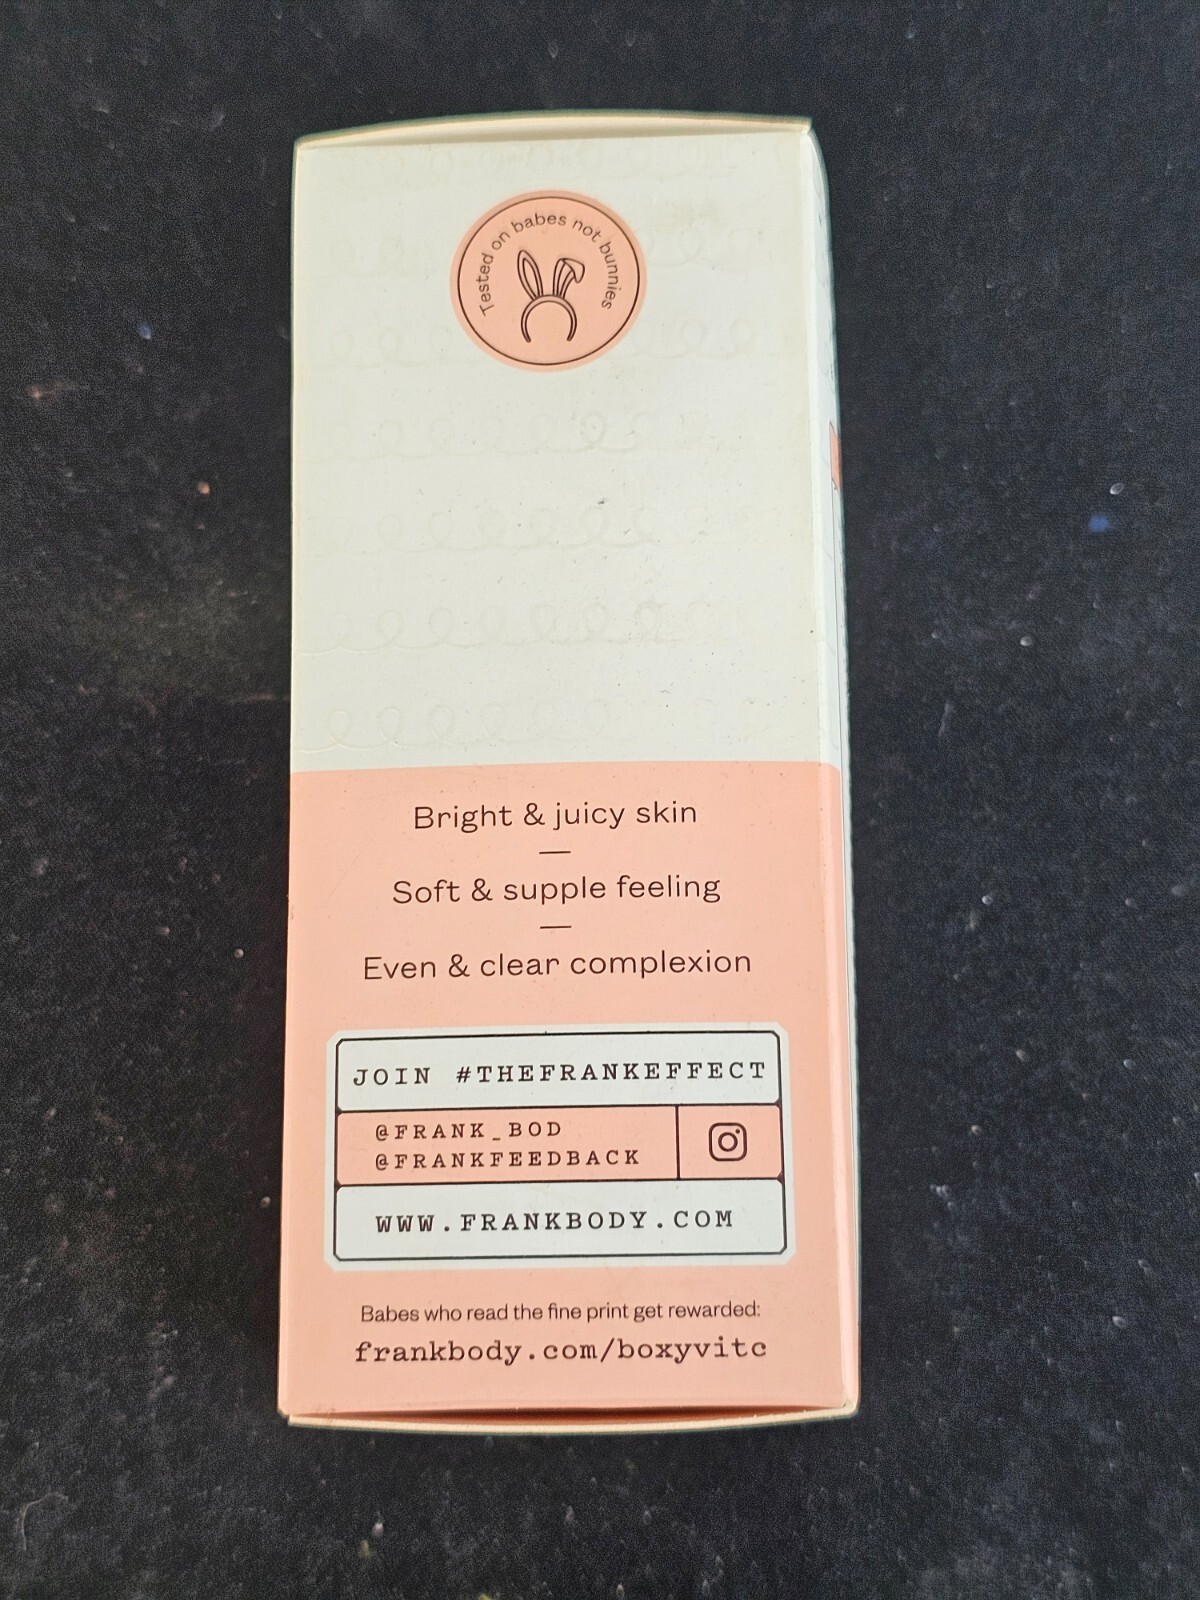 Tested on babes not bunnies
Bright & juicy skin
Soft & supple feeling
Even & clear complexion
JOIN #THEFRANKEFFECT
@FRANK_BOD
@FRANKFEEDBACK
WWW.FRANKBODY.COM
Babes who read the fine print get rewarded:
frankbody.com/boxyvitc